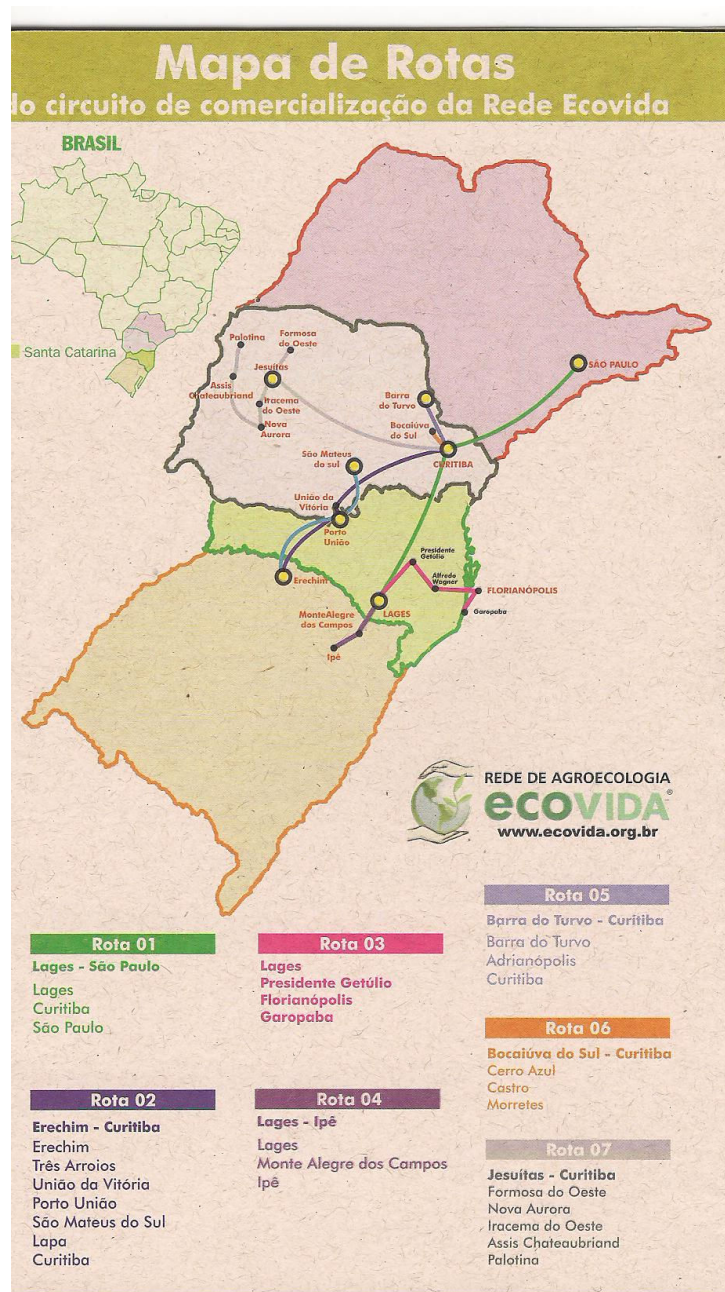 Mapa de Rotas
do circuito de comercialização da Rede Ecovida
BRASIL
Santa Catarina
Palotina
Formosa
do Oeste
Jesuítas
Assis
Chateaubriand
Iracema
do Oeste
Nova
Aurora
Barra
do Turvo
Bocaiúva
do Sul
SÃO PAULO
CURITIBA
São Mateus
do sul
União da
Vitória
Porto
União
Erechim
Presidente
Getúlio
Alfredo
Wagner
FLORIANÓPOLIS
Garopaba
LAGES
MonteAlegre
dos Campos
Ipê
REDE DE AGROECOLOGIA
ecoVIDA®
www.ecovida.org.br
Rota 01
Lages - São Paulo
Lages
Curitiba
São Paulo
Rota 02
Erechim - Curitiba
Erechim
Três Arroios
União da Vitória
Porto União
São Mateus do Sul
Lapa
Curitiba
Rota 03
Lages
Presidente Getúlio
Florianópolis
Garopaba
Rota 04
Lages - Ipê
Lages
Monte Alegre dos Campos
Ipê
Rota 05
Barra do Turvo - Curitiba
Barra do Turvo
Adrianópolis
Curitiba
Rota 06
Bocaiúva do Sul - Curitiba
Cerro Azul
Castro
Morretes
Rota 07
Jesuítas - Curitiba
Formosa do Oeste
Nova Aurora
Iracema do Oeste
Assis Chateaubriand
Palotina